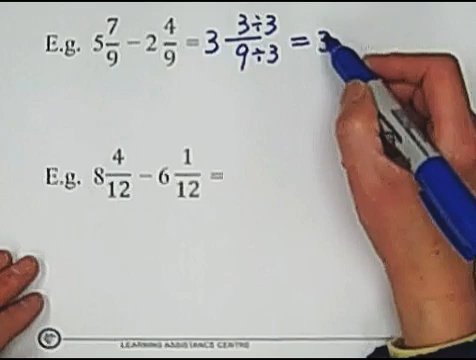 E.g. 5 7/9 − 2 4/9 = 3 3÷3/9÷3 = 3
E.g. 8 4/12 − 6 1/12 =
LEARNING ASSISTANCE CENTRE